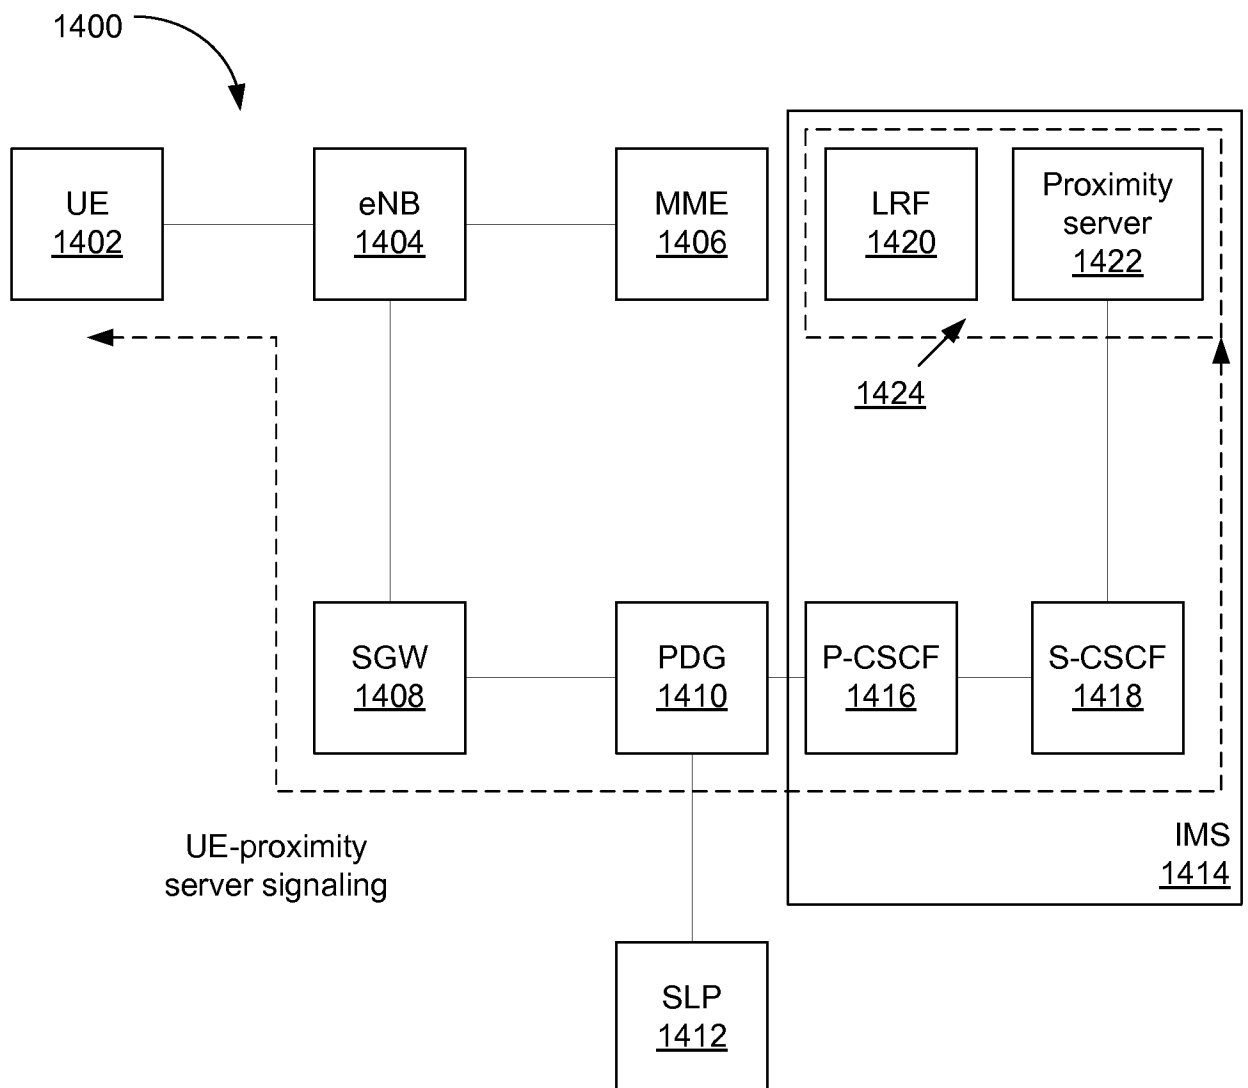 1400
UE
1402
eNB
1404
MME
1406
LRF
1420
Proximity
server
1422
1424
SGW
1408
PDG
1410
P-CSCF
1416
S-CSCF
1418
UE-proximity
server signaling
IMS
1414
SLP
1412